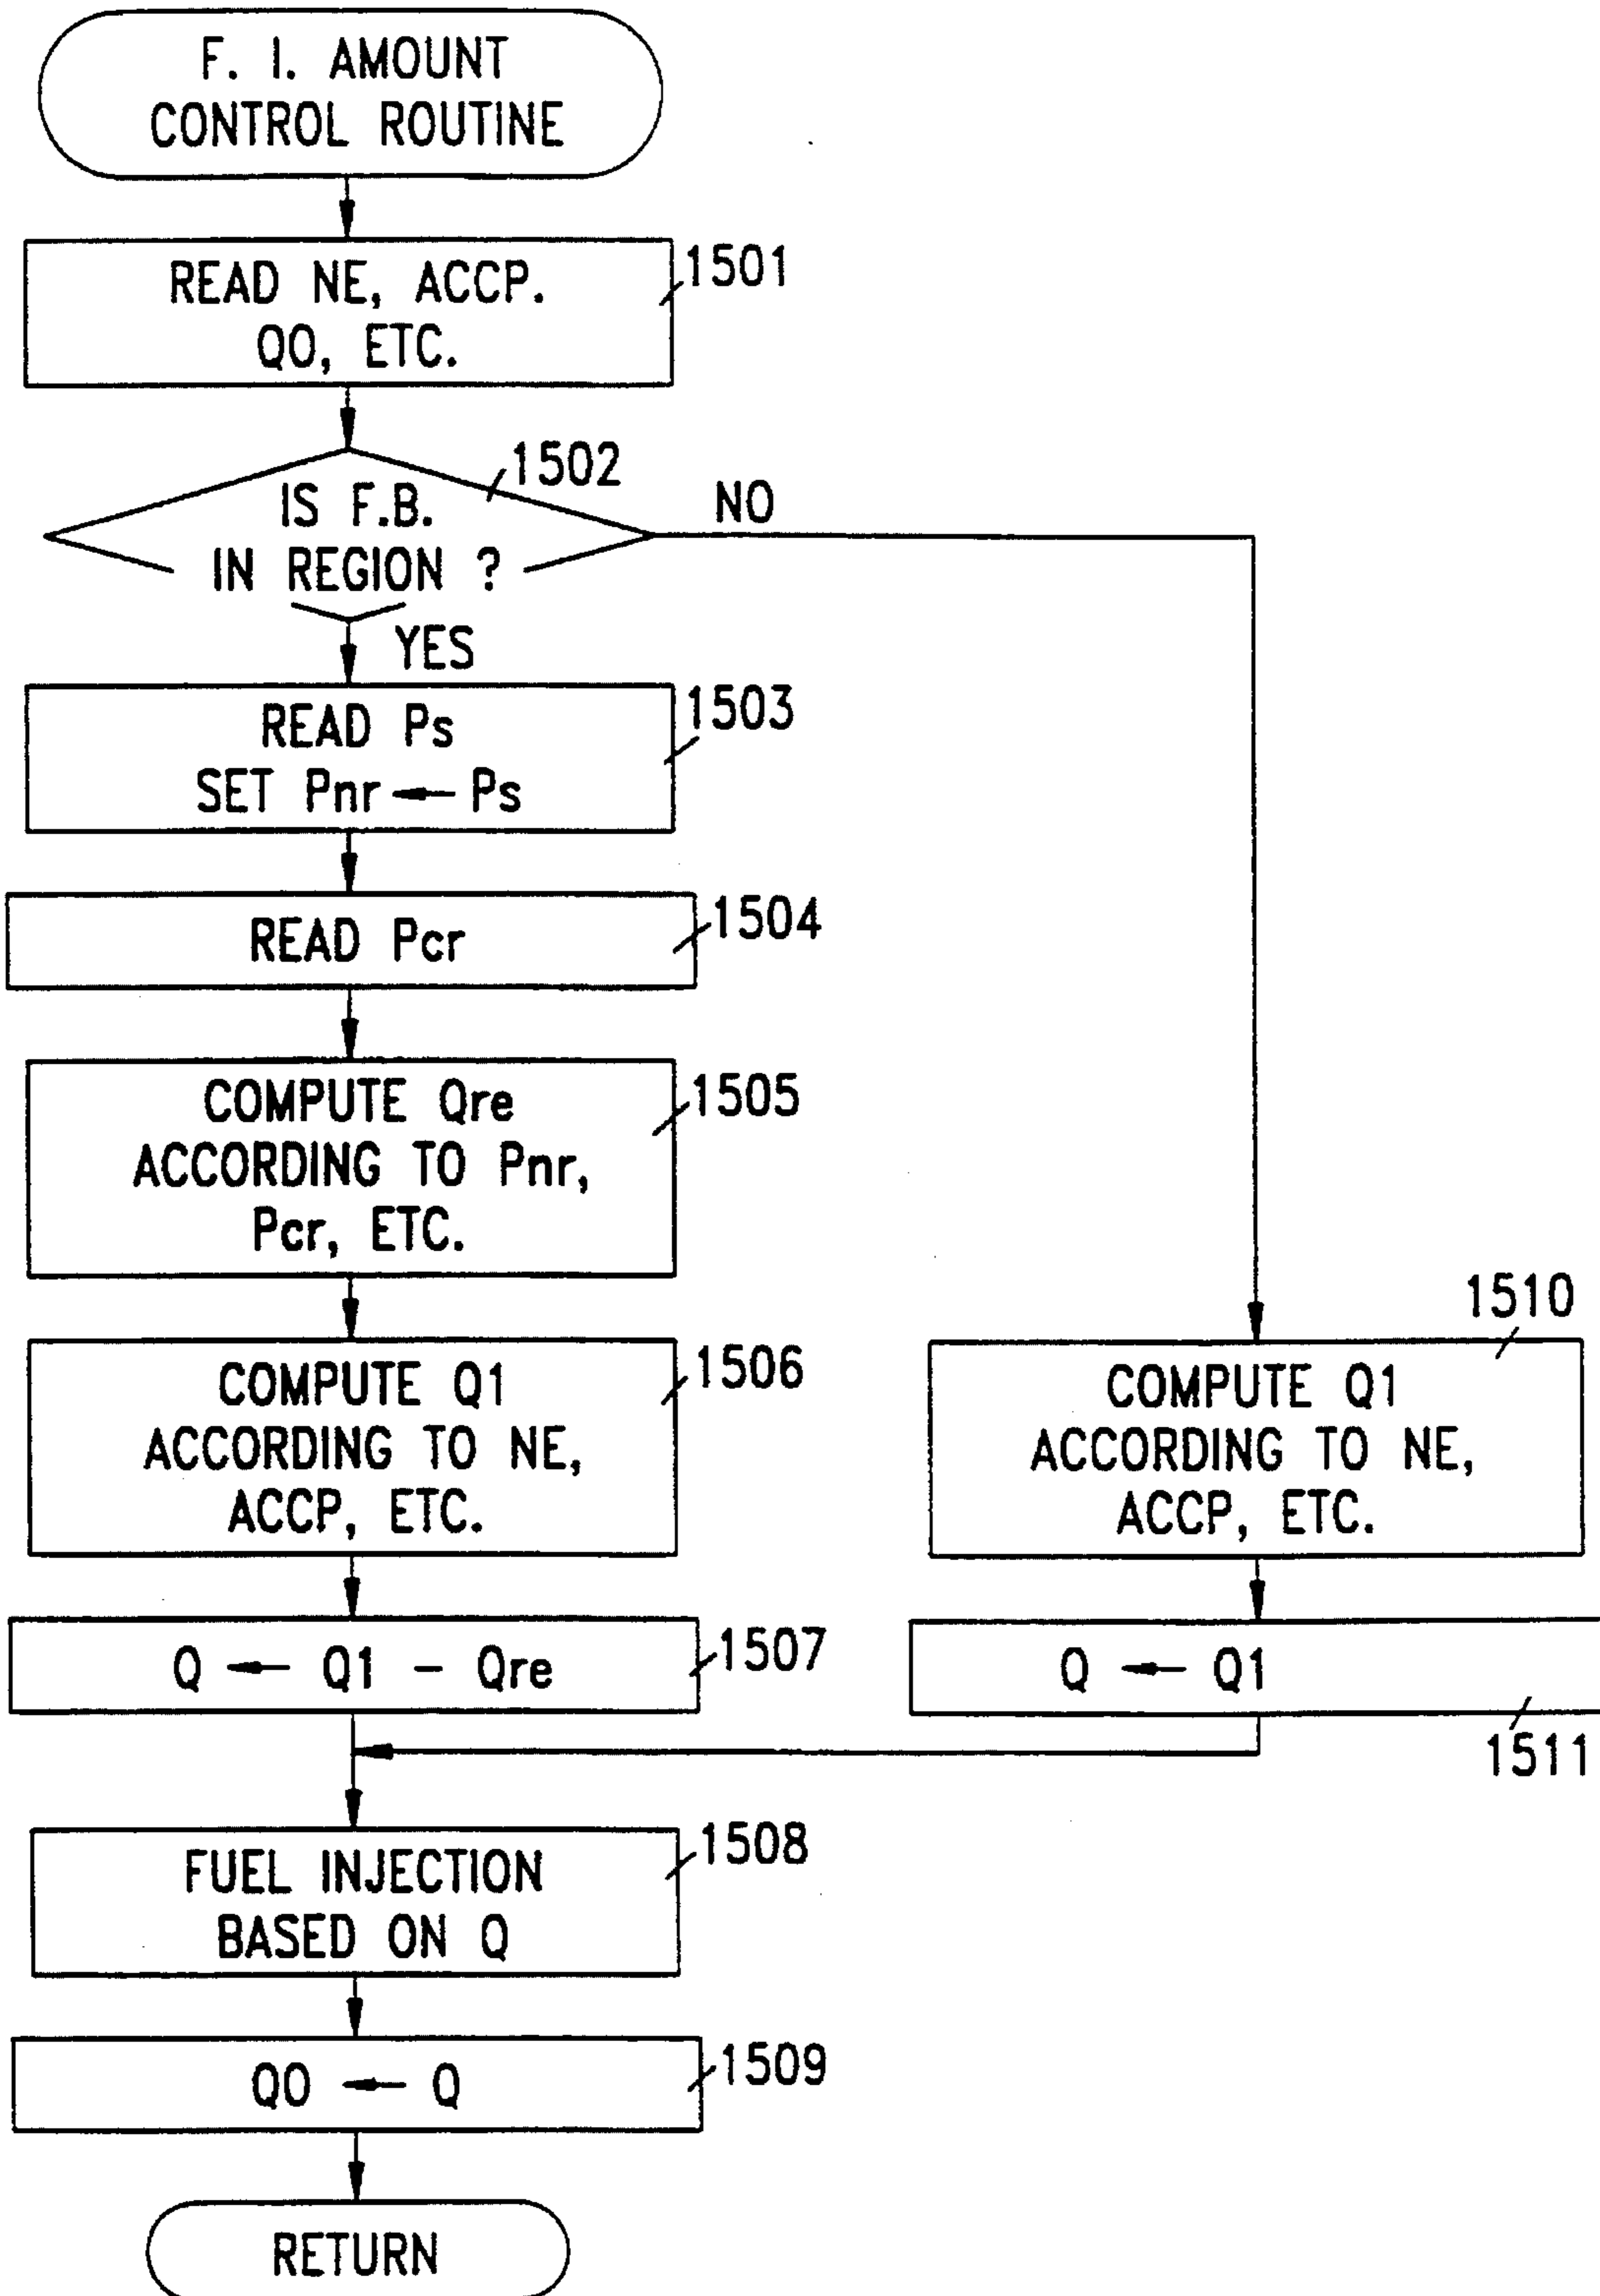 F. I. AMOUNT
CONTROL ROUTINE
READ NE, ACCP.
Q0, ETC.
1501
IS F.B.
IN REGION ?
1502
NO
YES
READ Ps
SET Pnr ← Ps
1503
READ Pcr
1504
COMPUTE Qre
ACCORDING TO Pnr,
Pcr, ETC.
1505
COMPUTE Q1
ACCORDING TO NE,
ACCP, ETC.
1506
1510
COMPUTE Q1
ACCORDING TO NE,
ACCP, ETC.
Q ← Q1 - Qre
1507
Q ← Q1
1511
FUEL INJECTION
BASED ON Q
1508
Q0 ← Q
1509
RETURN